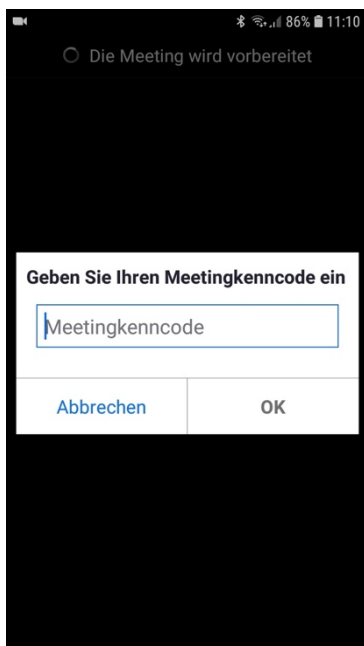 86% 11:10
Die Meeting wird vorbereitet
Geben Sie Ihren Meetingkenncode ein
Meetingkenncode
Abbrechen OK